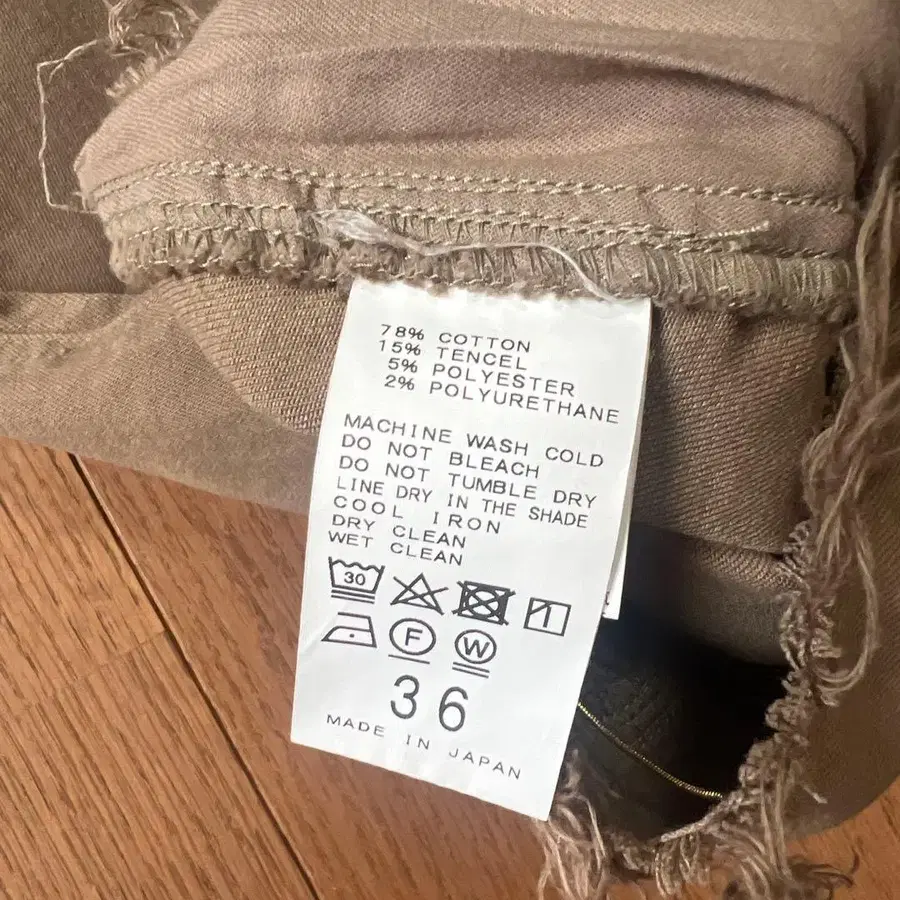 78% COTTON
15% TENCEL
5% POLYESTER
2% POLYURETHANE
MACHINE WASH COLD
DO NOT BLEACH
DO NOT TUMBLE DRY
LINE DRY IN THE SHADE
COOL IRON
DRY CLEAN
WET CLEAN
30
F W
36
MADE IN JAPAN